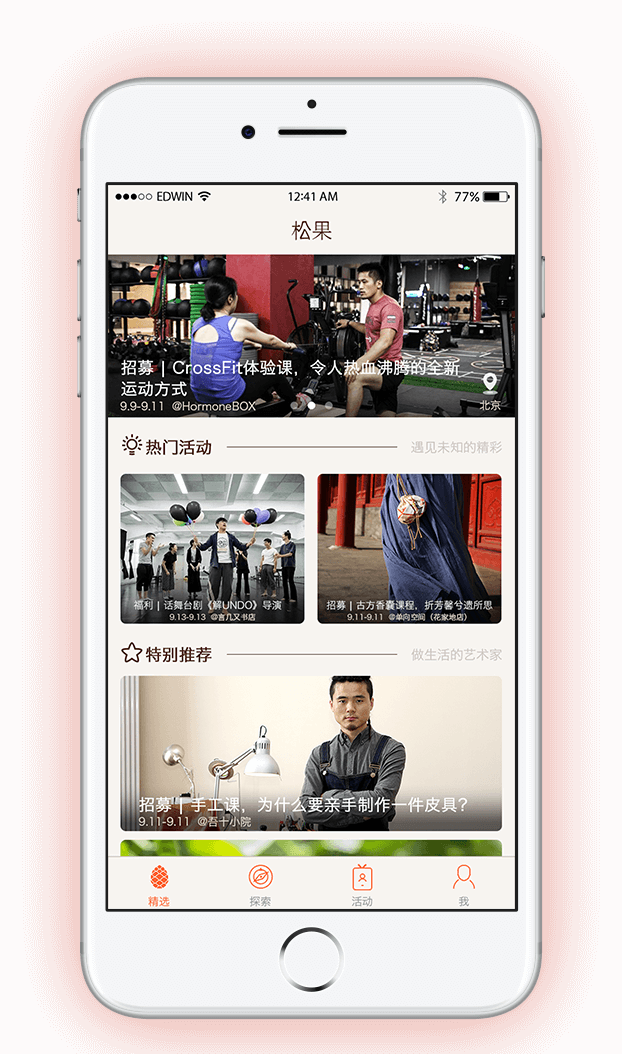 EDWIN 12:41 AM 77%
松果
招募 | CrossFit体验课，令人热血沸腾的全新
运动方式
9.9-9.11 @HormoneBOX
北京
热门活动 遇见未知的精彩
福利 | 话舞台剧《解UNDO》导演
9.13-9.13 @言几又书店
招募 | 古方香囊课程，折芳馨兮遗所思
9.11-9.11 @单向空间（花家地店）
特别推荐 做生活的艺术家
招募 | 手工课，为什么要亲手制作一件皮具？
9.11-9.11 @吾十小院
精选 探索 活动 我